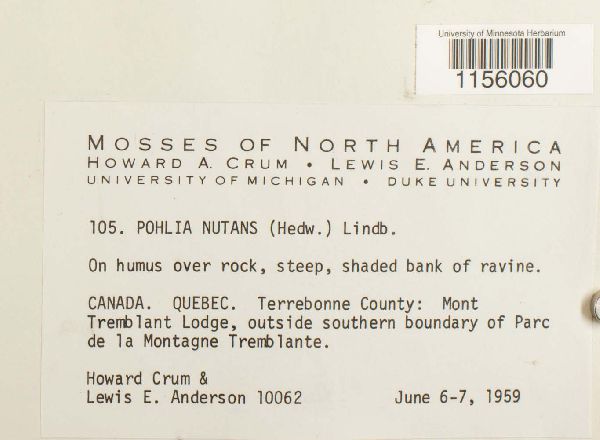 University of Minnesota Herbarium
1156060
MOSSES OF NORTH AMERICA
HOWARD A. CRUM • LEWIS E. ANDERSON
UNIVERSITY OF MICHIGAN • DUKE UNIVERSITY
105. POHLIA NUTANS (Hedw.) Lindb.
On humus over rock, steep, shaded bank of ravine.
CANADA. QUEBEC. Terrebonne County: Mont
Tremblant Lodge, outside southern boundary of Parc
de la Montagne Tremblante.
Howard Crum &
Lewis E. Anderson 10062 June 6-7, 1959